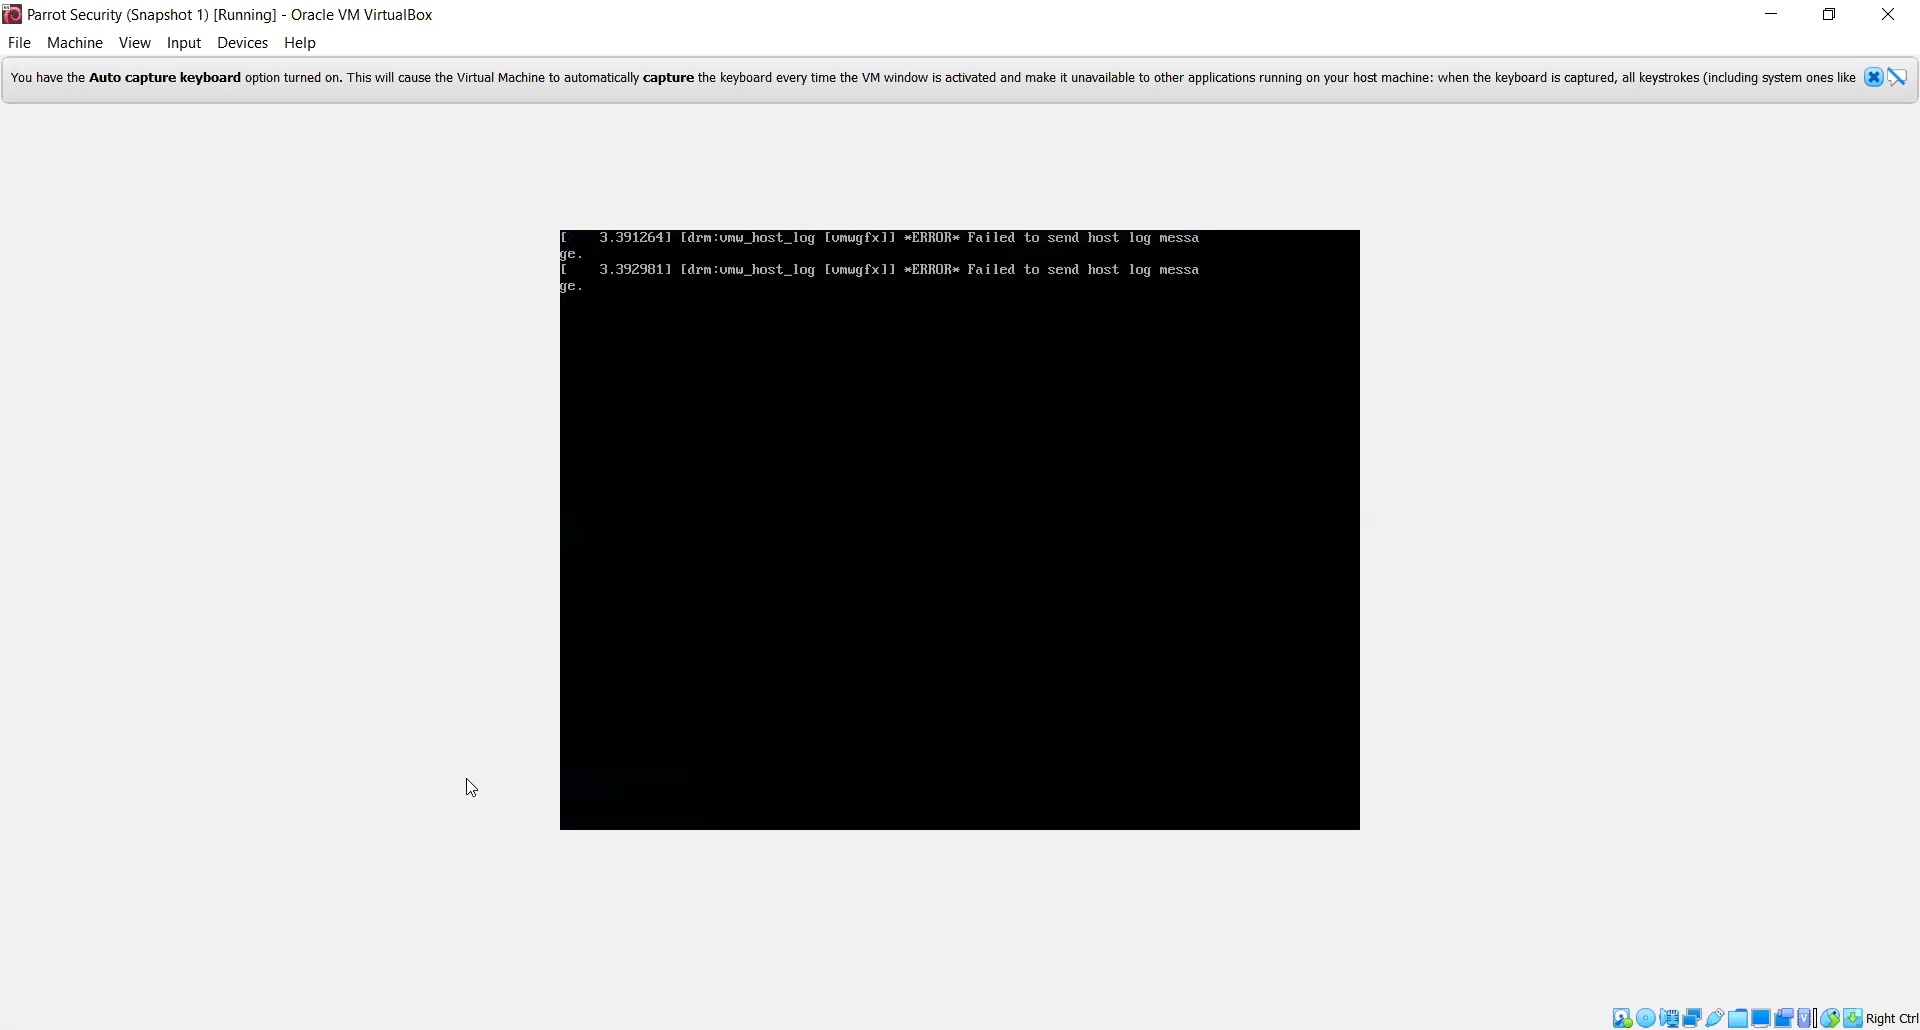 Parrot Security (Snapshot 1) [Running] - Oracle VM VirtualBox
File Machine View Input Devices Help
You have the Auto capture keyboard option turned on. This will cause the Virtual Machine to automatically capture the keyboard every time the VM window is activated and make it unavailable to other applications running on your host machine: when the keyboard is captured, all keystrokes (including system ones like
[    3.391264] [drm:vmw_host_log [vmwgfx]] *ERROR* Failed to send host log messa
ge.
[    3.392981] [drm:vmw_host_log [vmwgfx]] *ERROR* Failed to send host log messa
ge.
Right Ctrl